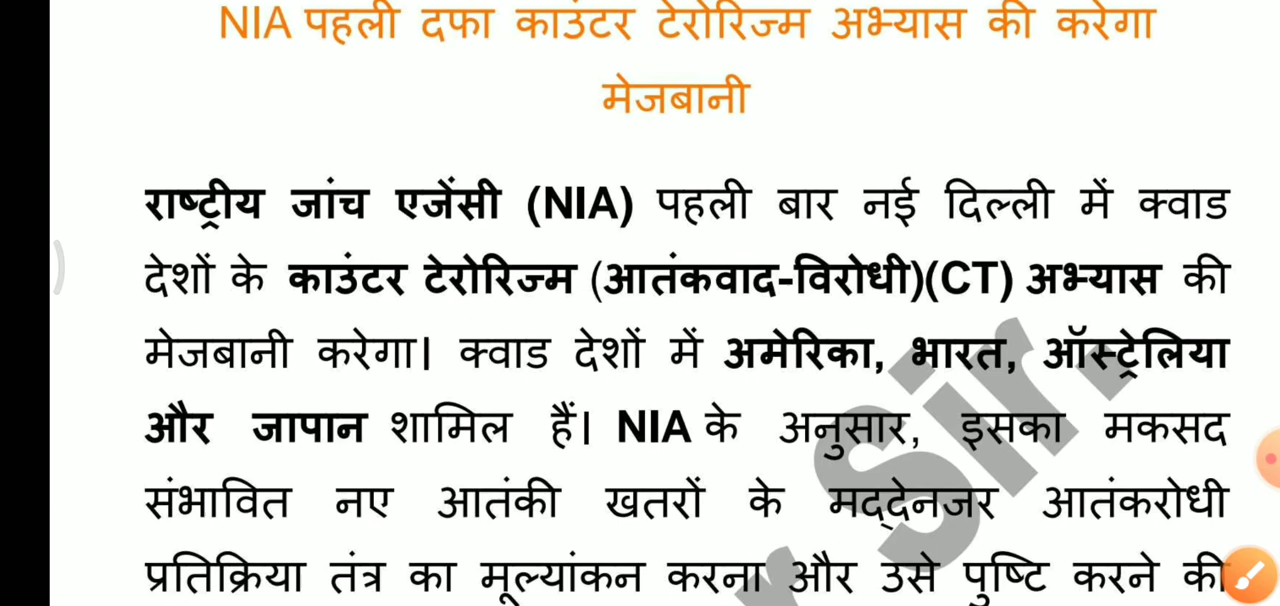 NIA पहली दफा काउंटर टेरोरिज्म अभ्यास की करेगा
मेजबानी
राष्ट्रीय जांच एजेंसी (NIA) पहली बार नई दिल्ली में क्वाड
देशों के काउंटर टेरोरिज्म (आतंकवाद-विरोधी)(CT) अभ्यास की
मेजबानी करेगा। क्वाड देशों में अमेरिका, भारत, ऑस्ट्रेलिया
और जापान शामिल हैं। NIA के अनुसार, इसका मकसद
संभावित नए आतंकी खतरों के मद्देनजर आतंकरोधी
प्रतिक्रिया तंत्र का मूल्यांकन करना और उसे पुष्टि करने की
Sir.